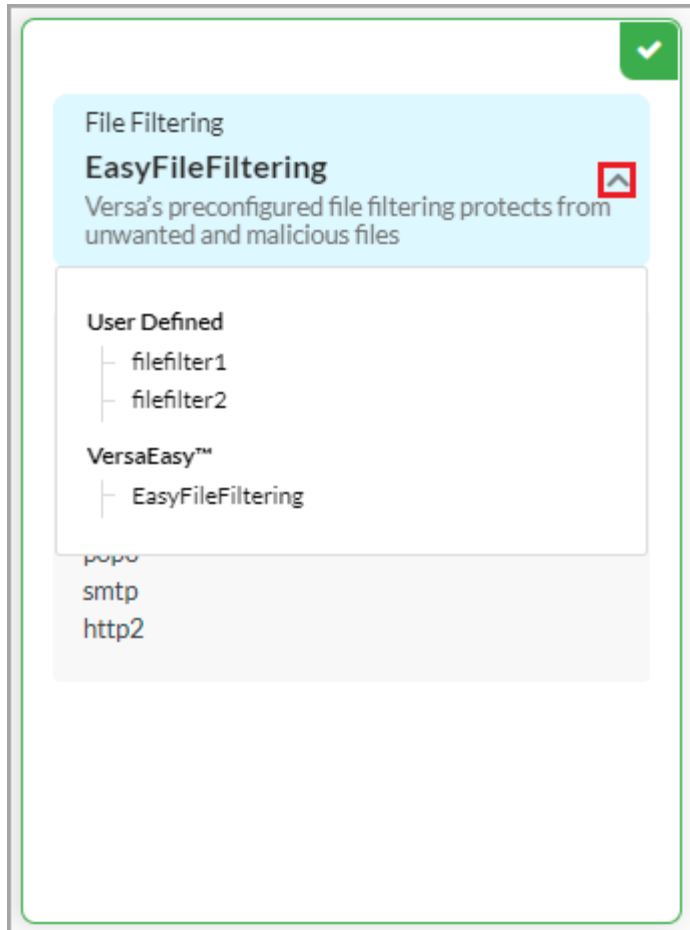 File Filtering
EasyFileFiltering
Versa's preconfigured file filtering protects from
unwanted and malicious files
User Defined
filefilter1
filefilter2
VersaEasy™
EasyFileFiltering
smtp
http2